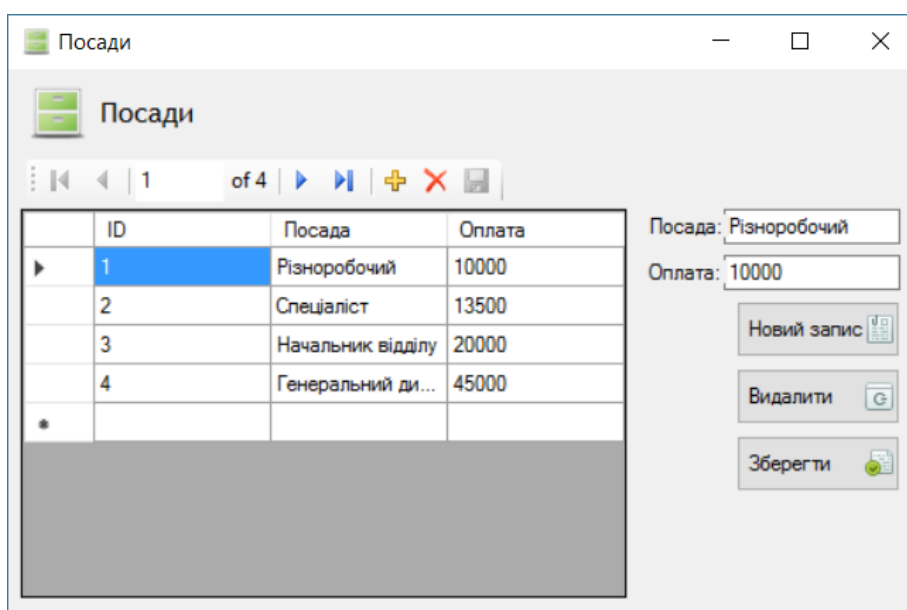 Посади
Посади
1 of 4
ID Посада Оплата
1 Різноробочий 10000
2 Спеціаліст 13500
3 Начальник відділу 20000
4 Генеральний ди... 45000
Посада: Різноробочий
Оплата: 10000
Новий запис
Видалити
Зберегти